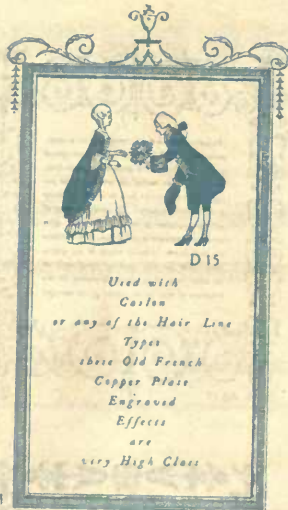 D 15
Used with
Caslon
or any of the Hair Line
Types
these Old French
Copper Plate
Engraved
Effects
are
very High Class